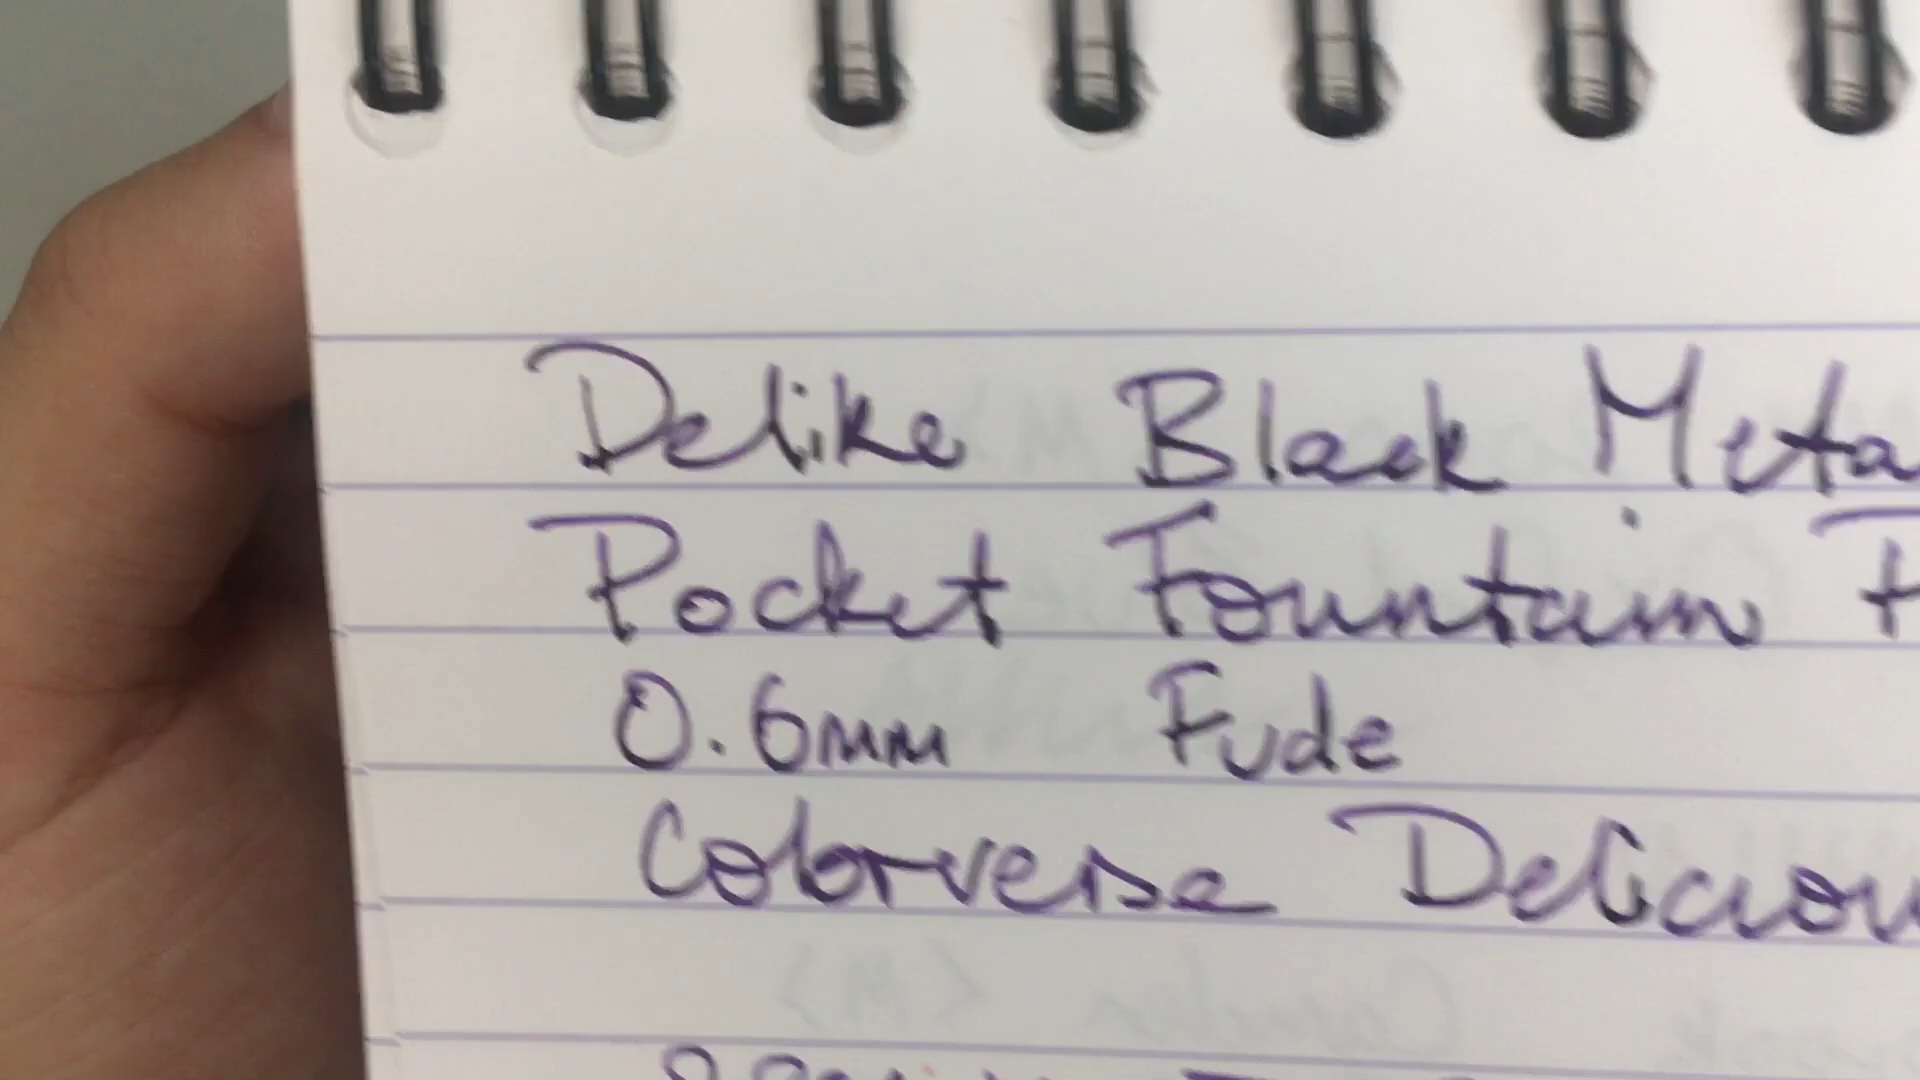 Delike Black Meta
Pocket Fountain P
0.6mm Fude
Colorverse Deliciou